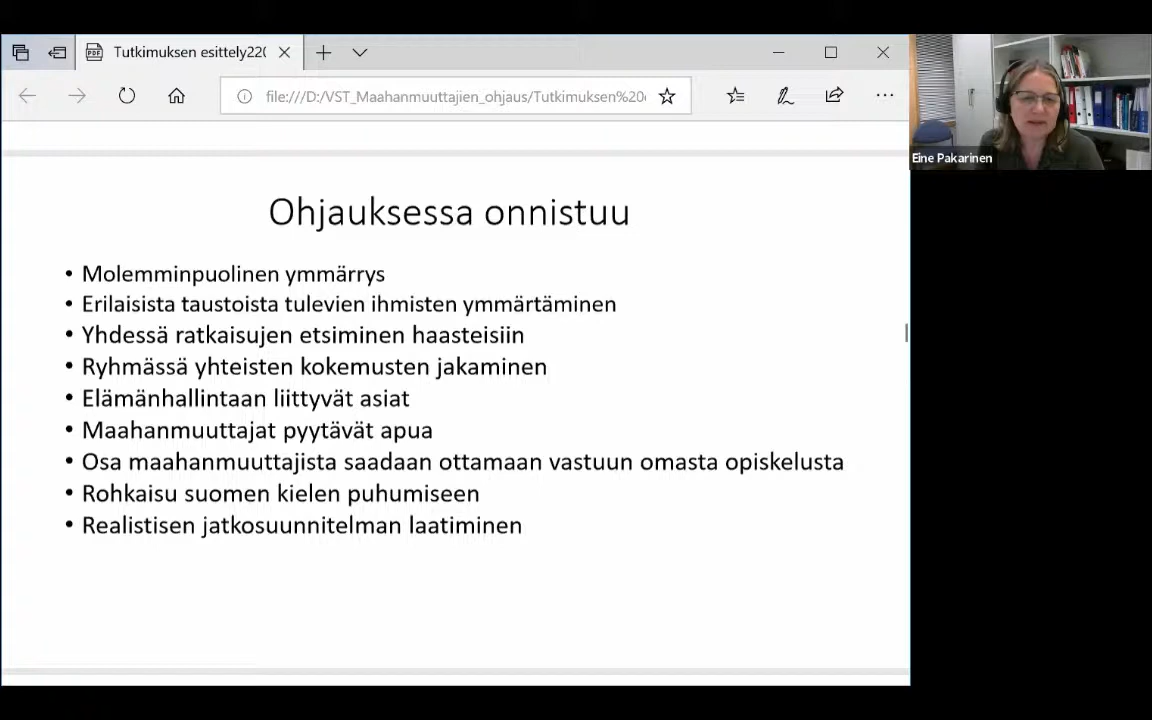 Tutkimuksen esittely220
file:///D:/VST_Maahanmuuttajien_ohjaus/Tutkimuksen%20
Eine Pakarinen
Ohjauksessa onnistuu
• Molemminpuolinen ymmärrys
• Erilaisista taustoista tulevien ihmisten ymmärtäminen
• Yhdessä ratkaisujen etsiminen haasteisiin
• Ryhmässä yhteisten kokemusten jakaminen
• Elämänhallintaan liittyvät asiat
• Maahanmuuttajat pyytävät apua
• Osa maahanmuuttajista saadaan ottamaan vastuun omasta opiskelusta
• Rohkaisu suomen kielen puhumiseen
• Realistisen jatkosuunnitelman laatiminen